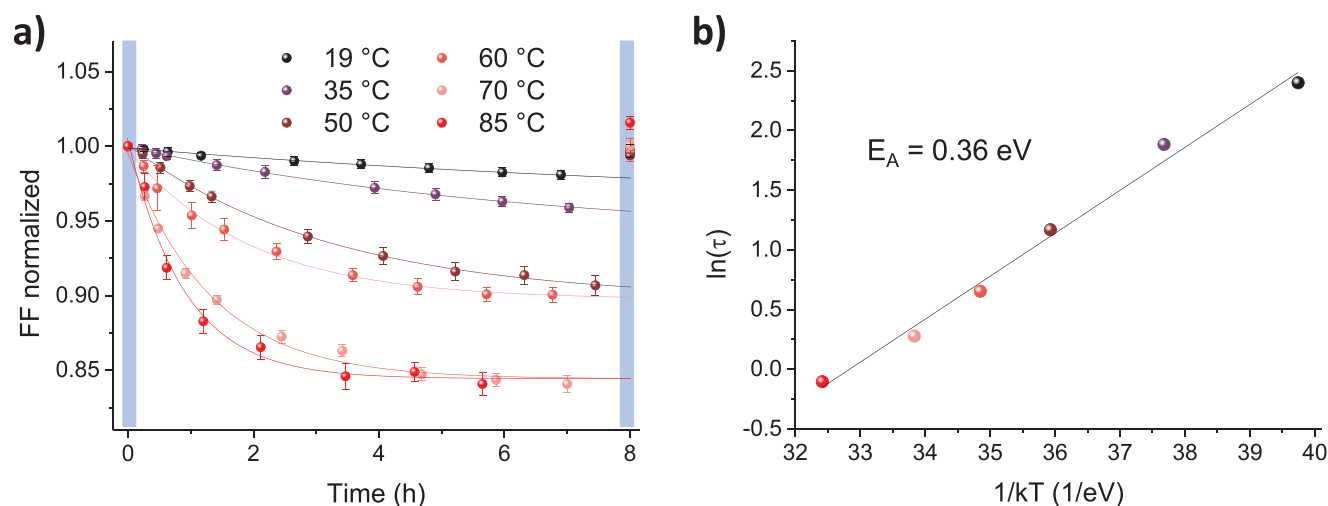 a)
1.05
1.00
0.95
0.90
0.85
FF normalized
19 °C
60 °C
35 °C
70 °C
50 °C
85 °C
0
2
4
6
8
Time (h)
b)
2.5
2.0
1.5
1.0
0.5
0.0
-0.5
ln(τ)
E_A = 0.36 eV
32
33
34
35
36
37
38
39
40
1/kT (1/eV)